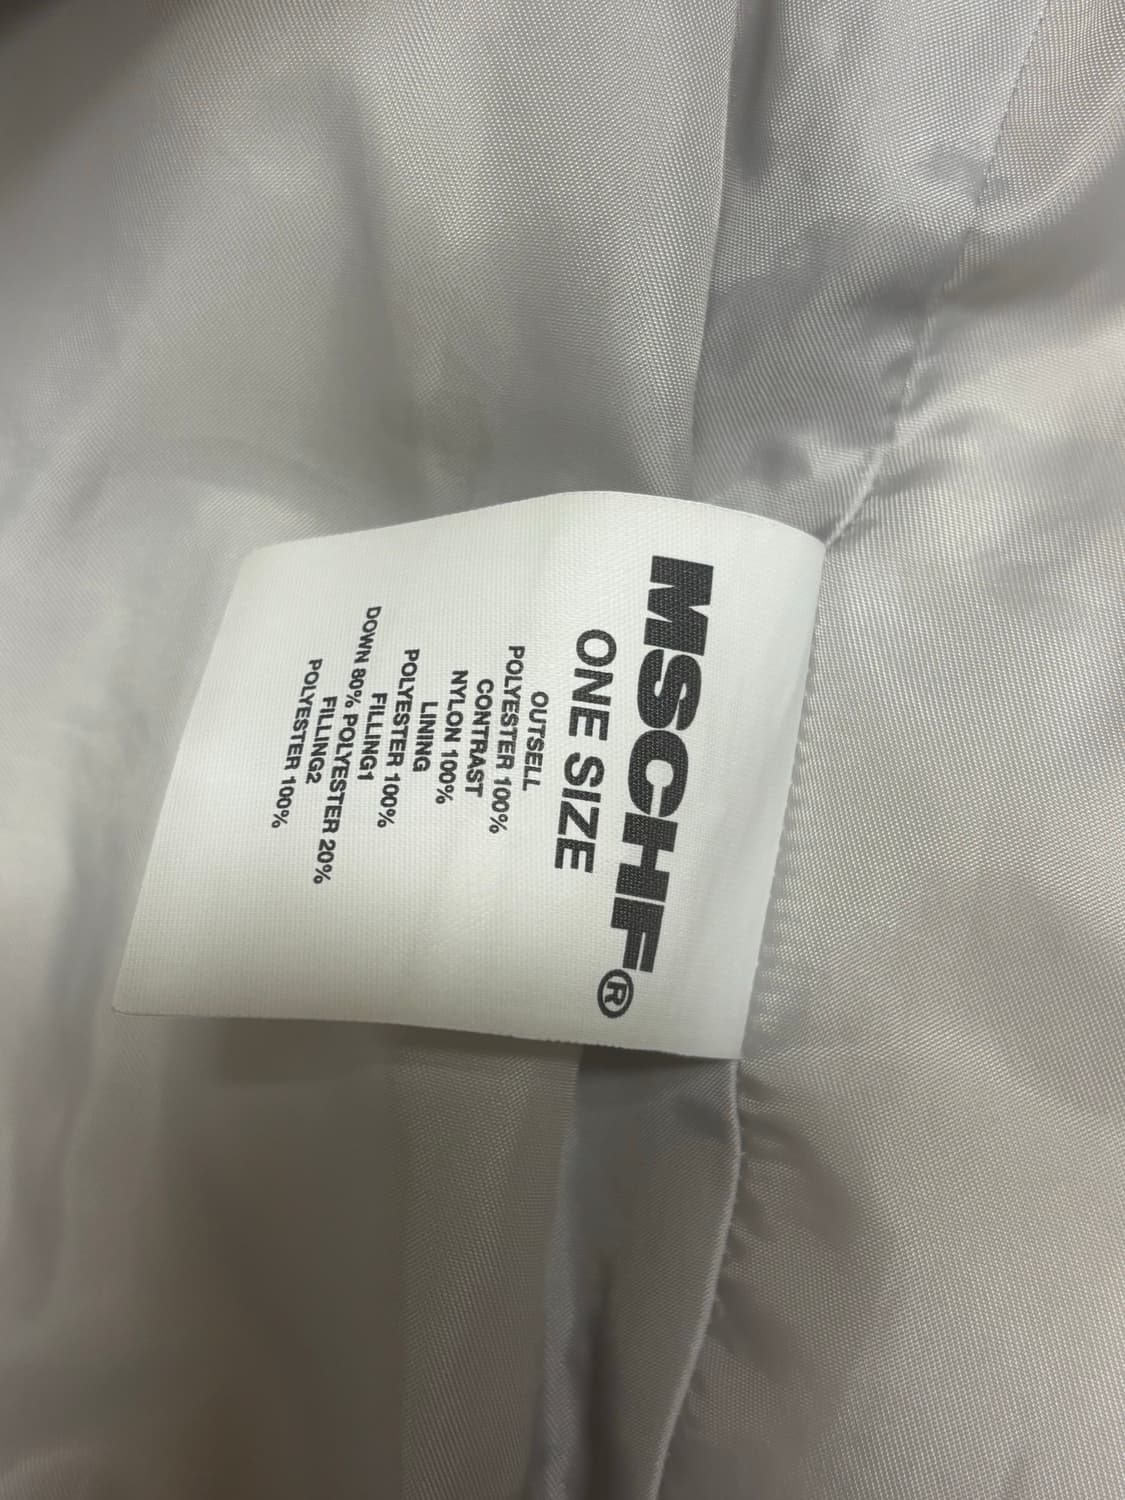 MSCHF®
ONE SIZE
OUTSELL
POLYESTER 100%
CONTRAST
NYLON 100%
LINING
POLYESTER 100%
FILLING1
DOWN 80% POLYESTER 20%
FILLING2
POLYESTER 100%